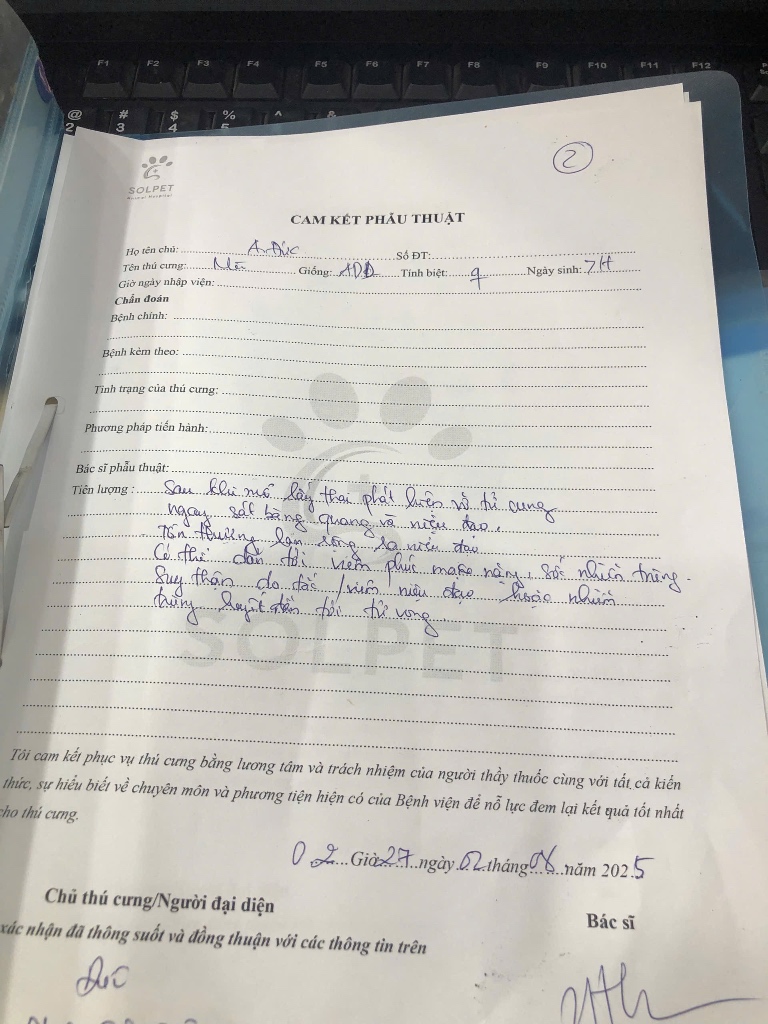 F1 F2 F3 F4 F5 F6 F7 F8 F9 F10 F11 F12
@ # $ % ^ &
2 3 4 5
2
SOLPET
Animal Hospital
CAM KẾT PHẪU THUẬT
Họ tên chủ: A. Đức Số ĐT:
Tên thú cưng: Giống: ADD Tính biệt: Ngày sinh: 7H
Giờ ngày nhập viện:
Chẩn đoán
Bệnh chính:
Bệnh kèm theo:
Tình trạng của thú cưng:
Phương pháp tiến hành:
Bác sĩ phẫu thuật:
Tiên lượng : Sau khi mổ lấy thai phát hiện vỡ tử cung
ngay sát bàng quang và niệu đạo.
Tổn thương lan rộng ra niệu đạo
Có thể dẫn tới viêm phúc mạc nặng, sốc nhiễm trùng.
Suy thận do tắc / viêm niệu đạo hoặc nhiễm
trùng huyết dẫn tới tử vong.
SOLPET
Tôi cam kết phục vụ thú cưng bằng lương tâm và trách nhiệm của người thầy thuốc cùng với tất cả kiến
thức, sự hiểu biết về chuyên môn và phương tiện hiện có của Bệnh viện để nỗ lực đem lại kết quả tốt nhất
cho thú cưng.
02 Giờ 27 ngày 02 tháng 08 năm 2025
Chủ thú cưng/Người đại diện
Bác sĩ
xác nhận đã thông suốt và đồng thuận với các thông tin trên
Đức